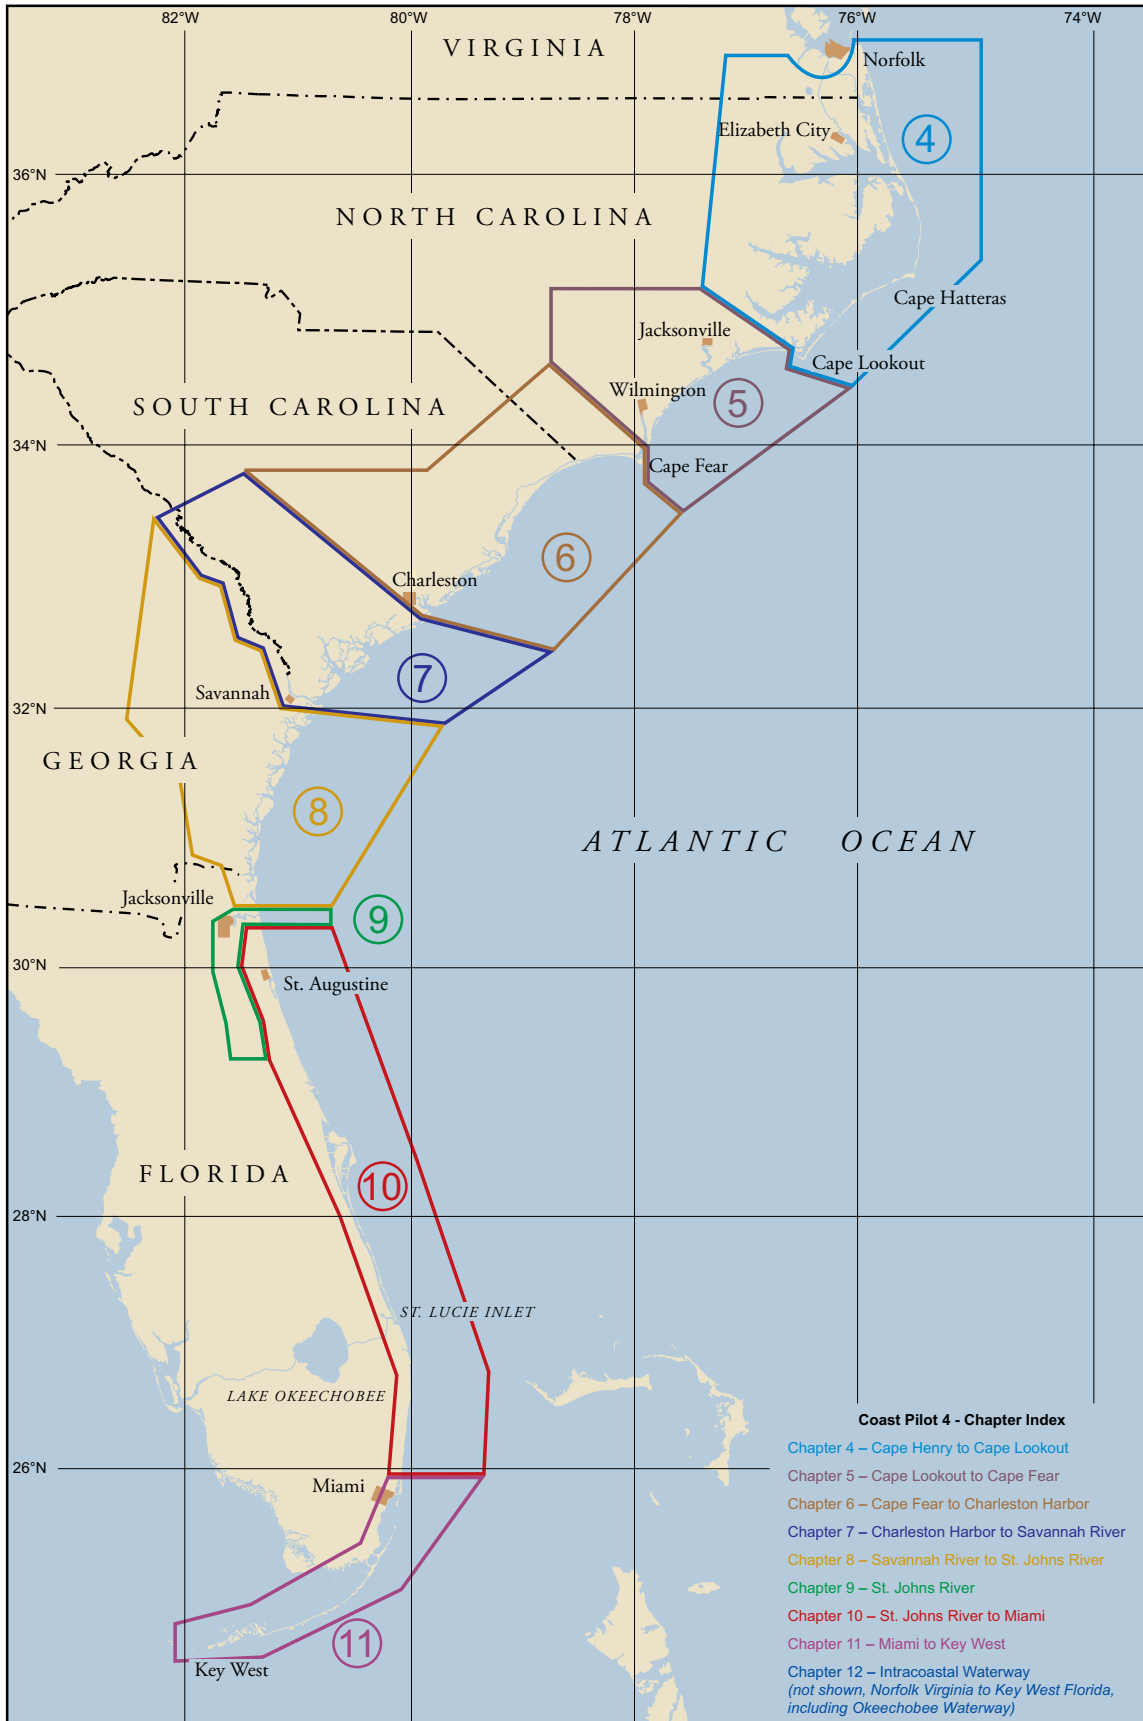 82°W
80°W
78°W
76°W
74°W
VIRGINIA
Norfolk
Elizabeth City
4
36°N
NORTH CAROLINA
Cape Hatteras
Jacksonville
Cape Lookout
Wilmington
5
SOUTH CAROLINA
34°N
Cape Fear
6
Charleston
7
Savannah
32°N
GEORGIA
8
ATLANTIC OCEAN
Jacksonville
9
30°N
St. Augustine
FLORIDA
10
28°N
ST. LUCIE INLET
LAKE OKEECHOBEE
26°N
Miami
11
Key West
Coast Pilot 4 - Chapter Index
Chapter 4 – Cape Henry to Cape Lookout
Chapter 5 – Cape Lookout to Cape Fear
Chapter 6 – Cape Fear to Charleston Harbor
Chapter 7 – Charleston Harbor to Savannah River
Chapter 8 – Savannah River to St. Johns River
Chapter 9 – St. Johns River
Chapter 10 – St. Johns River to Miami
Chapter 11 – Miami to Key West
Chapter 12 – Intracoastal Waterway
(not shown, Norfolk Virginia to Key West Florida,
including Okeechobee Waterway)